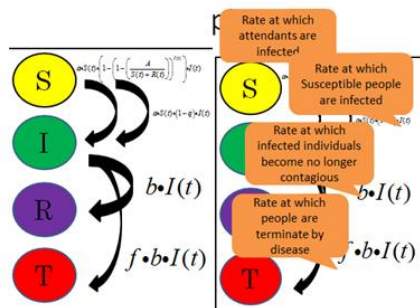 S
I
R
T
b•I(t)
f•b•I(t)
Rate at which
attendants are
infected
S
Rate at which
Susceptible people
are infected
Rate at which
infected individuals
become no longer
contagious
b•I(t)
Rate at which
people are
terminate by
disease
f•b•I(t)
T